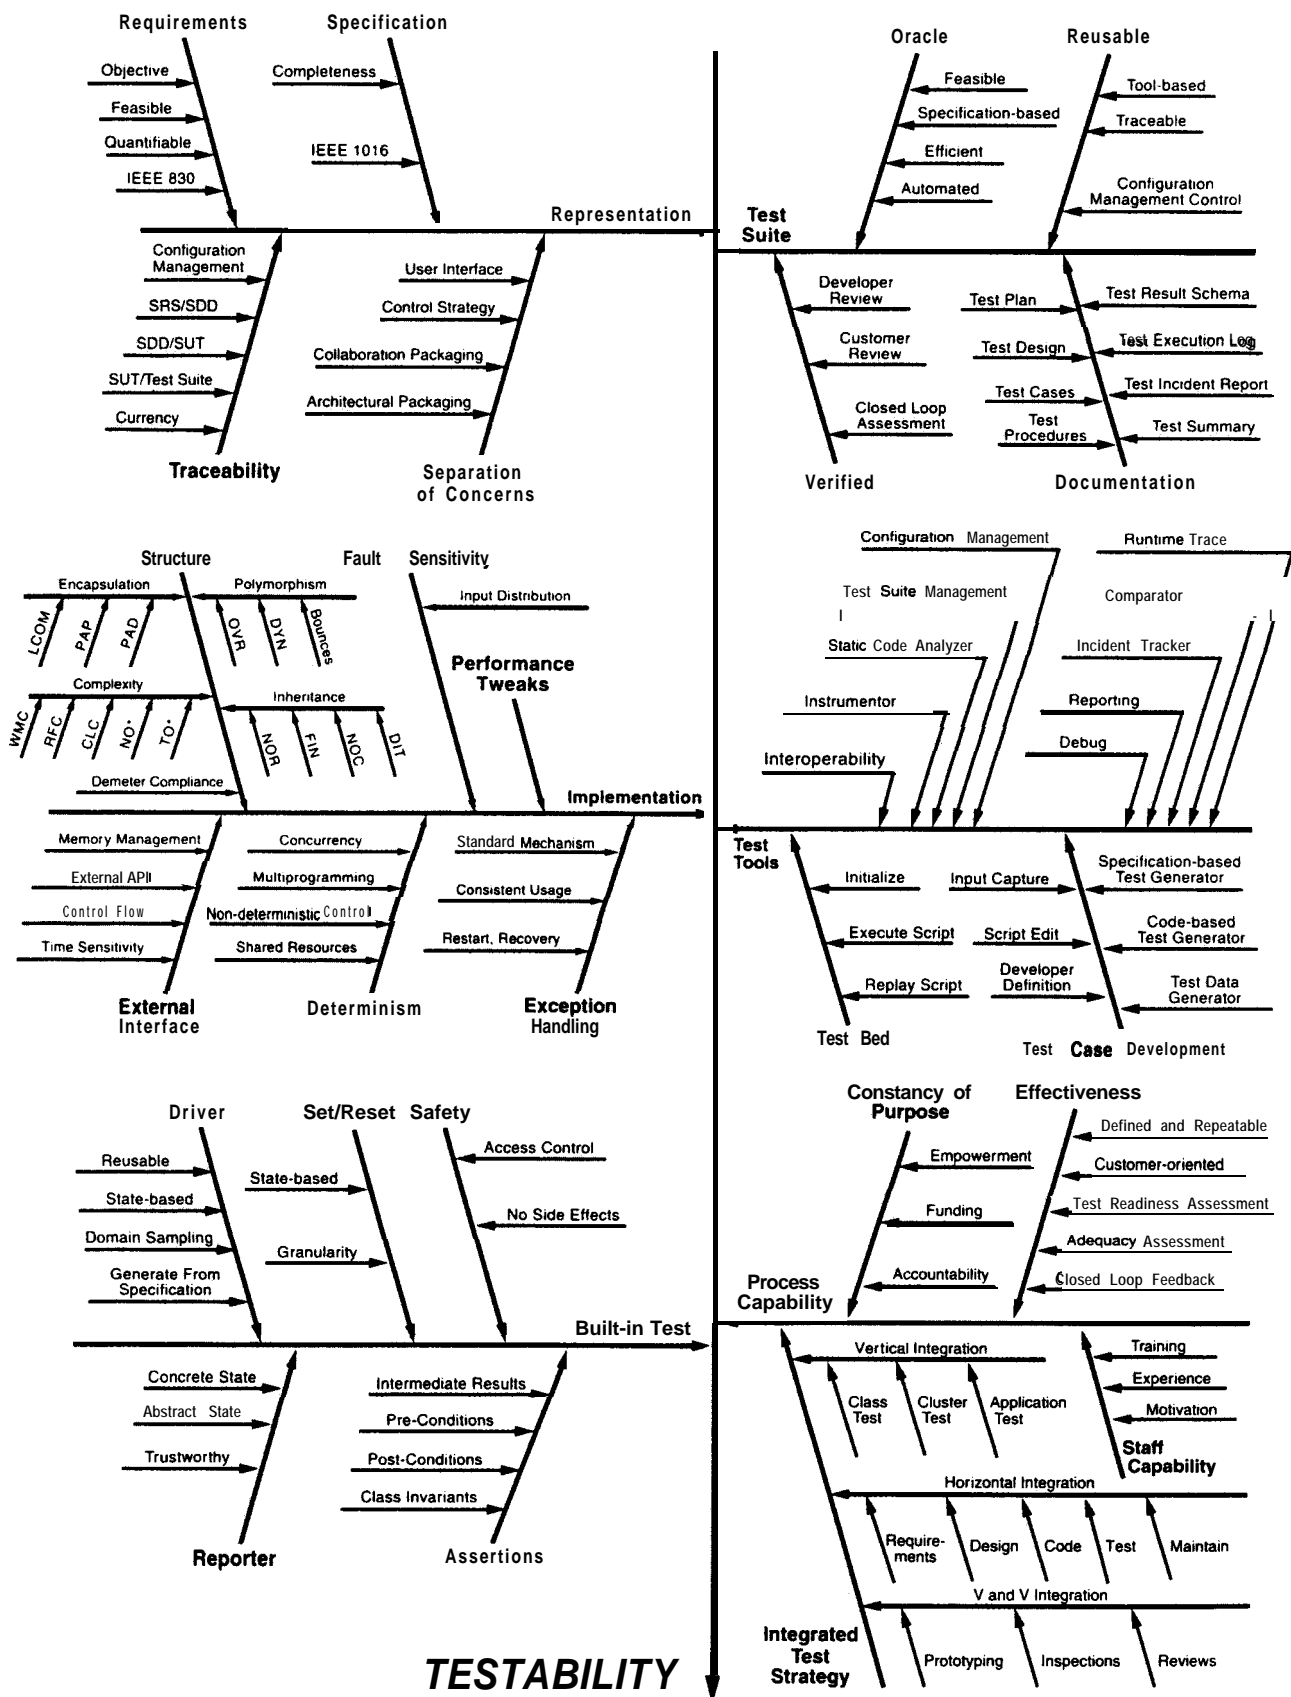 Requirements
Specification
Objective
Completeness
Feasible
Quantifiable
IEEE 1016
IEEE 830
Representation
Configuration
Management
User Interface
SRS/SDD
Control Strategy
SDD/SUT
Collaboration Packaging
SUT/Test Suite
Architectural Packaging
Currency
Traceability
Separation
of Concerns
Oracle
Reusable
Feasible
Tool-based
Specification-based
Traceable
Efficient
Automated
Configuration
Management Control
Test
Suite
Developer
Review
Test Plan
Test Result Schema
Customer
Review
Test Design
Test Execution Log
Closed Loop
Assessment
Test Cases
Test Incident Report
Test
Procedures
Test Summary
Verified
Documentation
Structure
Fault Sensitivity
Encapsulation
Polymorphism
Input Distribution
LCOM
PAP
PAD
OVR
DYN
Bounces
Performance
Tweaks
Complexity
Inheritance
WMC
RFC
CLC
NO*
TO*
NOR
FIN
NOC
DIT
Demeter Compliance
Implementation
Memory Management
Concurrency
Standard Mechanism
External API
Multiprogramming
Consistent Usage
Control Flow
Non-deterministic Control
Time Sensitivity
Shared Resources
Restart, Recovery
External
Interface
Determinism
Exception
Handling
Configuration Management
Runtime Trace
Test Suite Management
Comparator
Static Code Analyzer
Incident Tracker
Instrumentor
Reporting
Interoperability
Debug
Test
Tools
Initialize
Input Capture
Specification-based
Test Generator
Execute Script
Script Edit
Code-based
Test Generator
Replay Script
Developer
Definition
Test Data
Generator
Test Bed
Test Case Development
Driver
Set/Reset Safety
Reusable
State-based
Access Control
State-based
Domain Sampling
Granularity
No Side Effects
Generate From
Specification
Built-in Test
Concrete State
Intermediate Results
Abstract State
Pre-Conditions
Trustworthy
Post-Conditions
Class Invariants
Reporter
Assertions
Constancy of
Purpose
Effectiveness
Empowerment
Defined and Repeatable
Customer-oriented
Funding
Test Readiness Assessment
Adequacy Assessment
Accountability
Closed Loop Feedback
Process
Capability
Vertical Integration
Training
Class
Test
Cluster
Test
Application
Test
Experience
Motivation
Staff
Capability
Horizontal Integration
Require-
ments
Design
Code
Test
Maintain
V and V Integration
Integrated
Test
Strategy
Prototyping
Inspections
Reviews
TESTABILITY